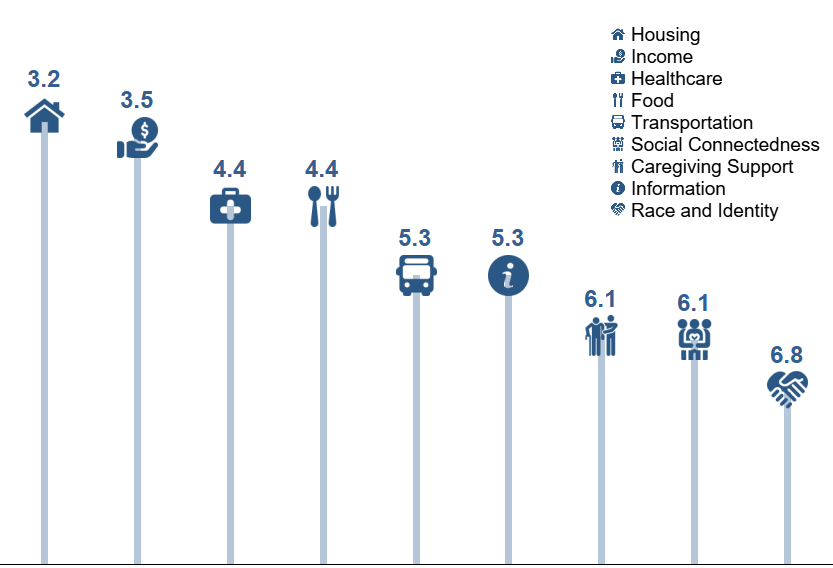 3.2
3.5
4.4
4.4
5.3
5.3
6.1
6.1
6.8
Housing
Income
Healthcare
Food
Transportation
Social Connectedness
Caregiving Support
Information
Race and Identity